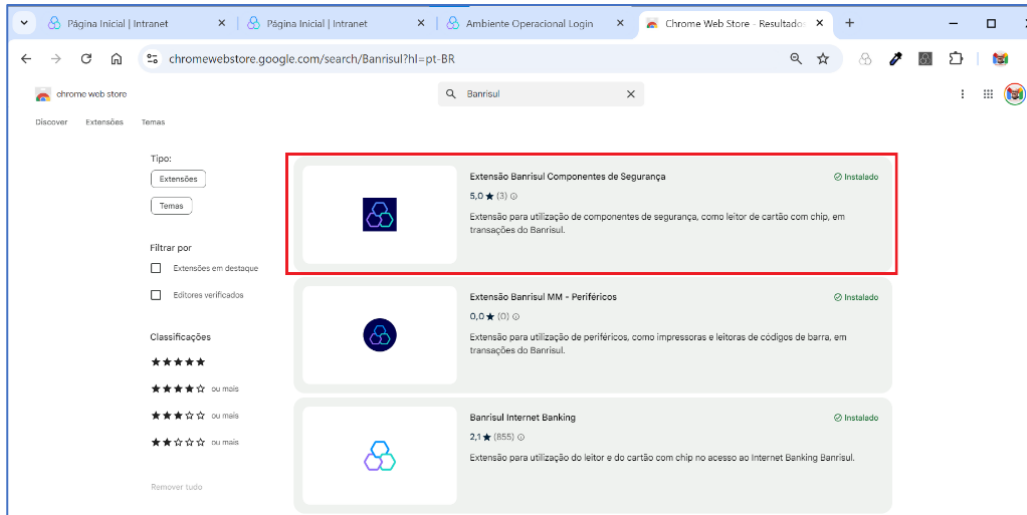 Página Inicial | Intranet
Página Inicial | Intranet
Ambiente Operacional Login
Chrome Web Store - Resultados
chromewebstore.google.com/search/Banrisul?hl=pt-BR
chrome web store
Banrisul
Discover Extensões Temas
Tipo:
Extensões
Temas
Filtrar por
Extensões em destaque
Editores verificados
Classificações
★★★★★
★★★★☆ ou mais
★★★☆☆ ou mais
★★☆☆☆ ou mais
Remover tudo
Extensão Banrisul Componentes de Segurança
Instalado
5,0 ★ (3)
Extensão para utilização de componentes de segurança, como leitor de cartão com chip, em
transações do Banrisul.
Extensão Banrisul MM - Periféricos
Instalado
0,0 ★ (0)
Extensão para utilização de periféricos, como impressoras e leitoras de códigos de barra, em
transações do Banrisul.
Banrisul Internet Banking
Instalado
2,1 ★ (855)
Extensão para utilização do leitor e do cartão com chip no acesso ao Internet Banking Banrisul.